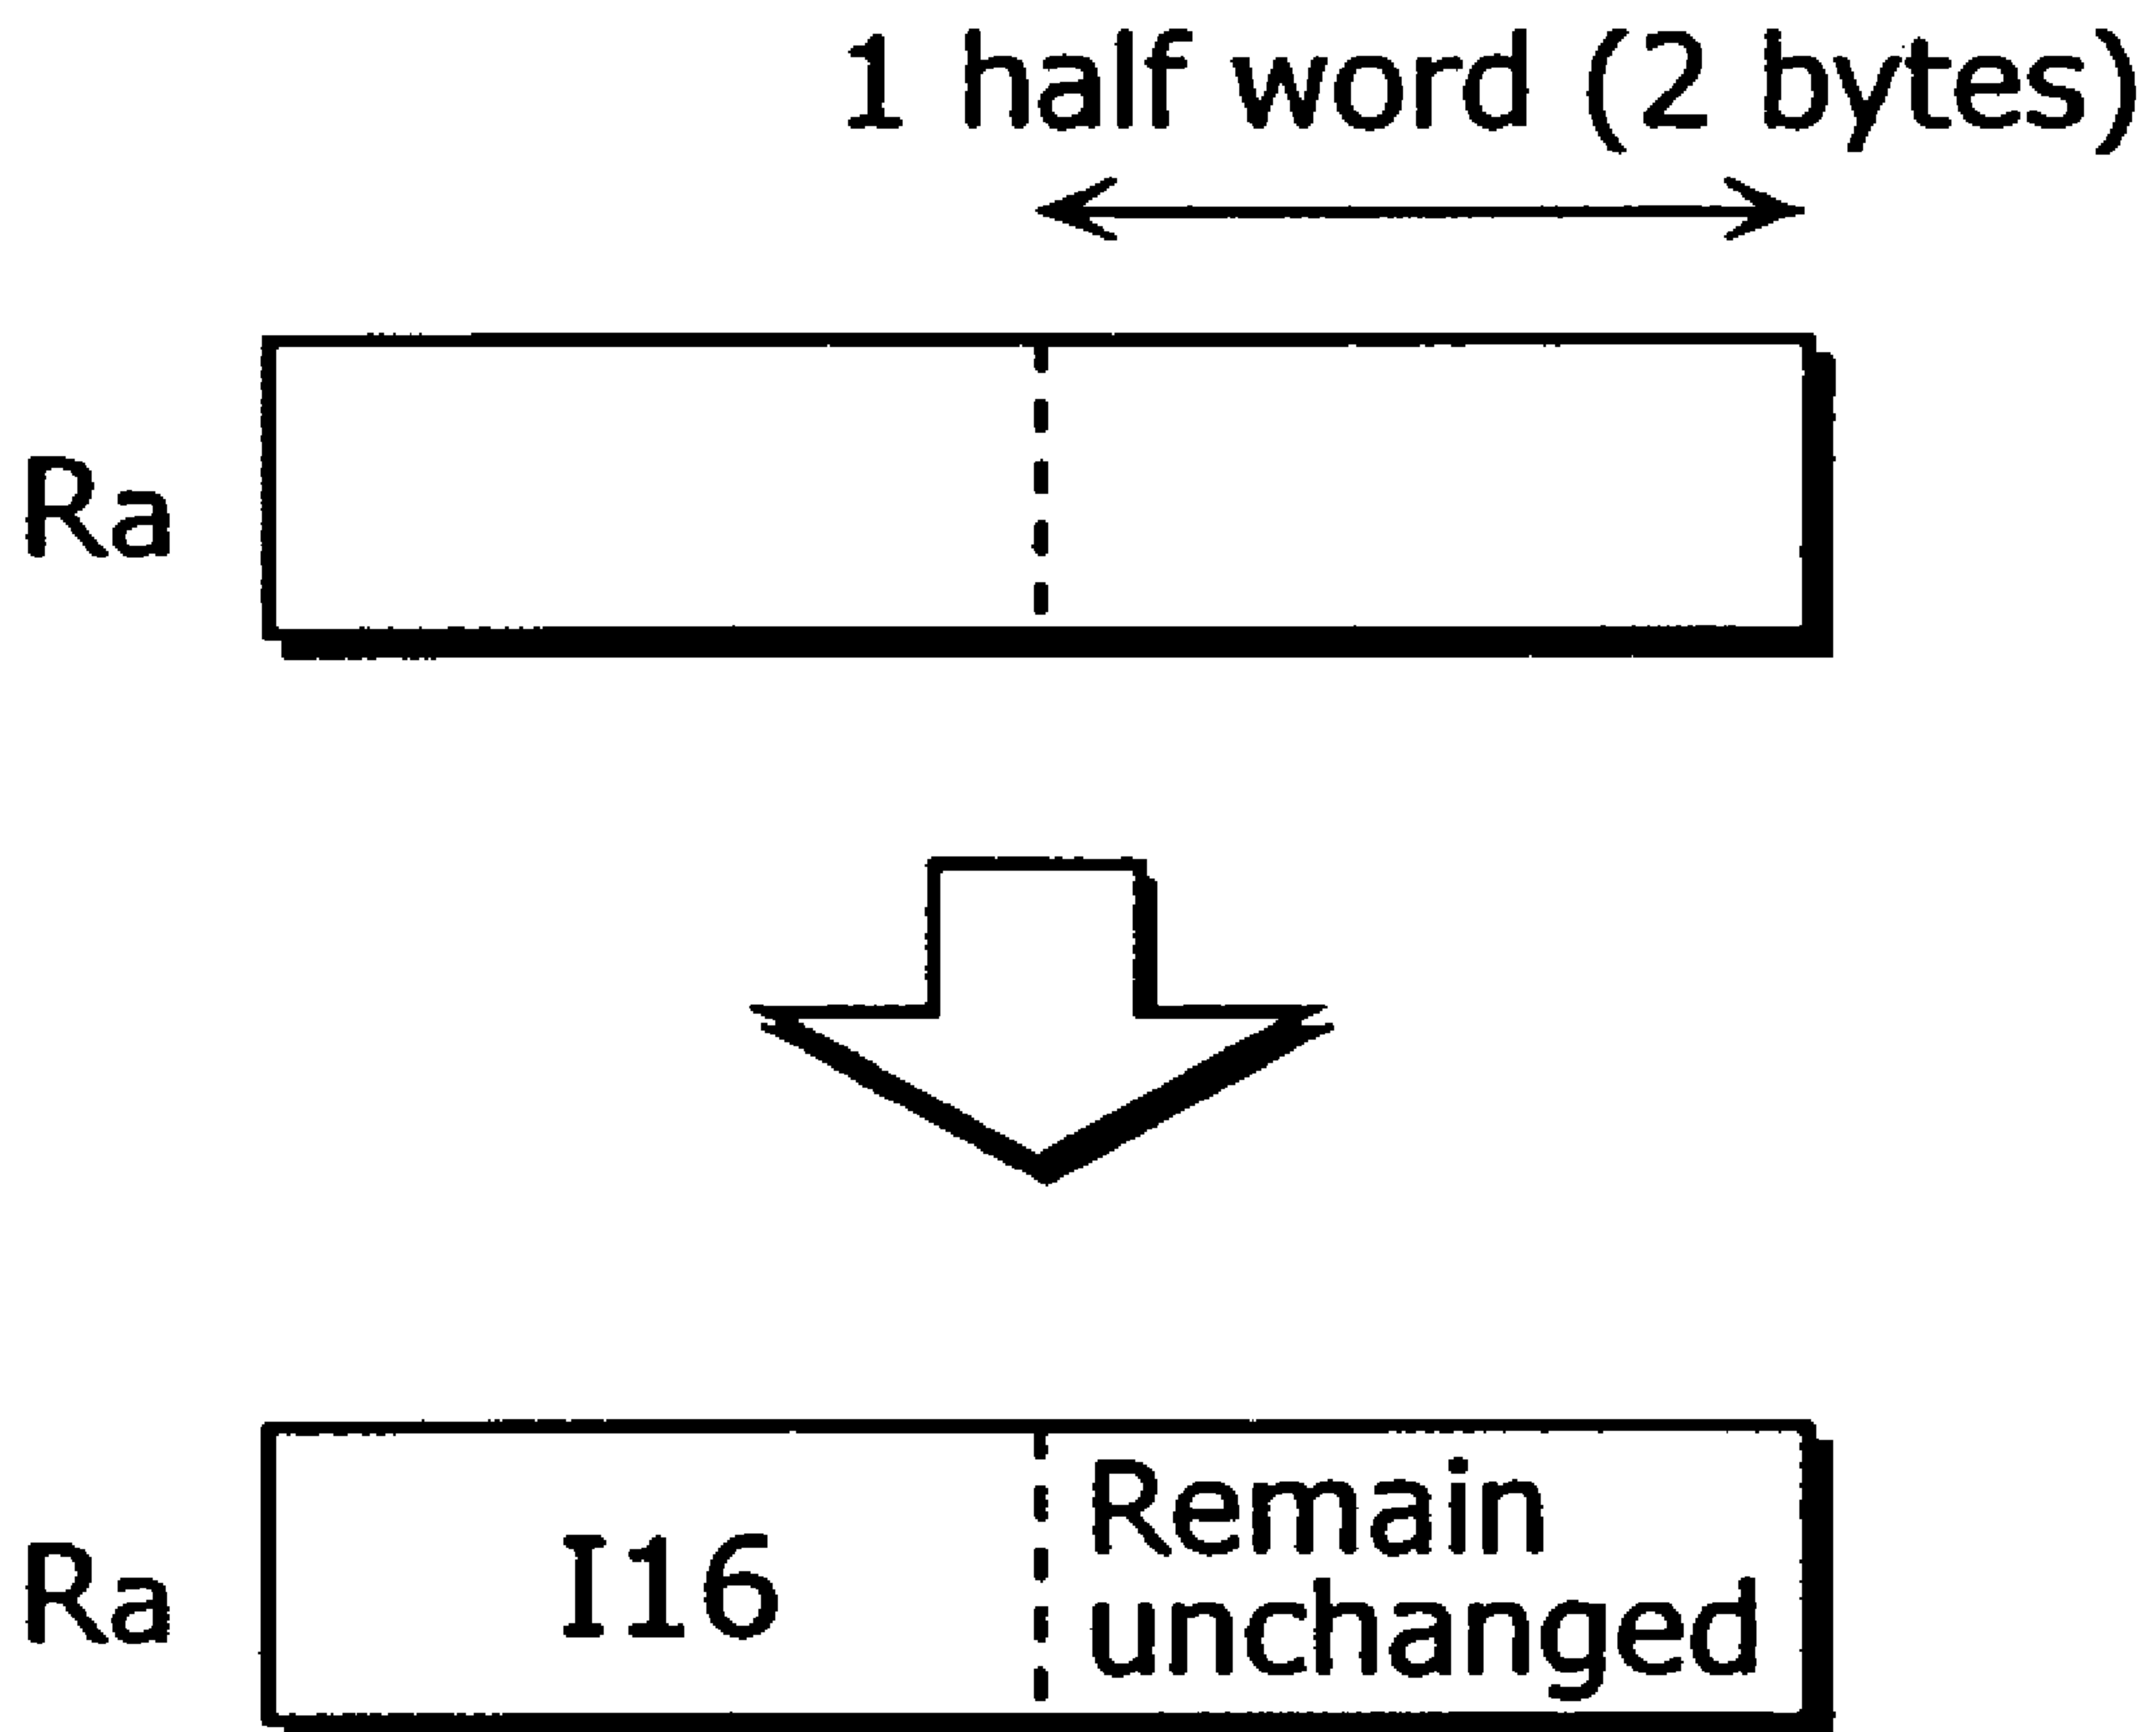 1 half word (2 bytes)
Ra
Ra
I16
Remain
unchanged